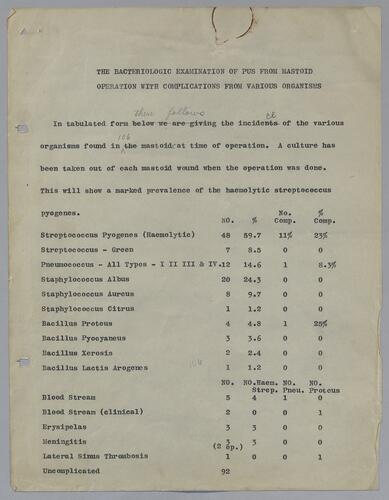 THE BACTERIOLOGIC EXAMINATION OF PUS FROM MASTOID
OPERATION WITH COMPLICATIONS FROM VARIOUS ORGANISMS
there follows
In tabulated form below we are giving the incidents of the various
106
organisms found in the mastoid at time of operation. A culture has
been taken out of each mastoid wound when the operation was done.
This will show a marked prevalence of the haemolytic streptococcus
pyogenes.
NO. % No. Comp. % Comp.
Streptococcus Pyogenes (Haemolytic) 48 59.7 11% 23%
Streptococcus - Green 7 8.5 0 0
Pneumococcus - All Types - I II III & IV. 12 14.6 1 8.3%
Staphylococcus Albus 20 24.3 0 0
Staphylococcus Aureus 8 9.7 0 0
Staphylococcus Citrus 1 1.2 0 0
Bacillus Proteus 4 4.8 1 25%
Bacillus Pyocyaneus 3 3.6 0 0
Bacillus Xerosis 2 2.4 0 0
Bacillus Lactis Arogenes 1 1.2 0 0
NO. NO.Haem. Strep. NO. Pneu. NO. Proteus
Blood Stream 5 4 1 0
Blood Stream (clinical) 2 0 0 1
Erysipelas 3 3 0 0
Meningitis 3 3 0 0
(2 op.)
Lateral Sinus Thrombosis 1 0 0 1
Uncomplicated 92